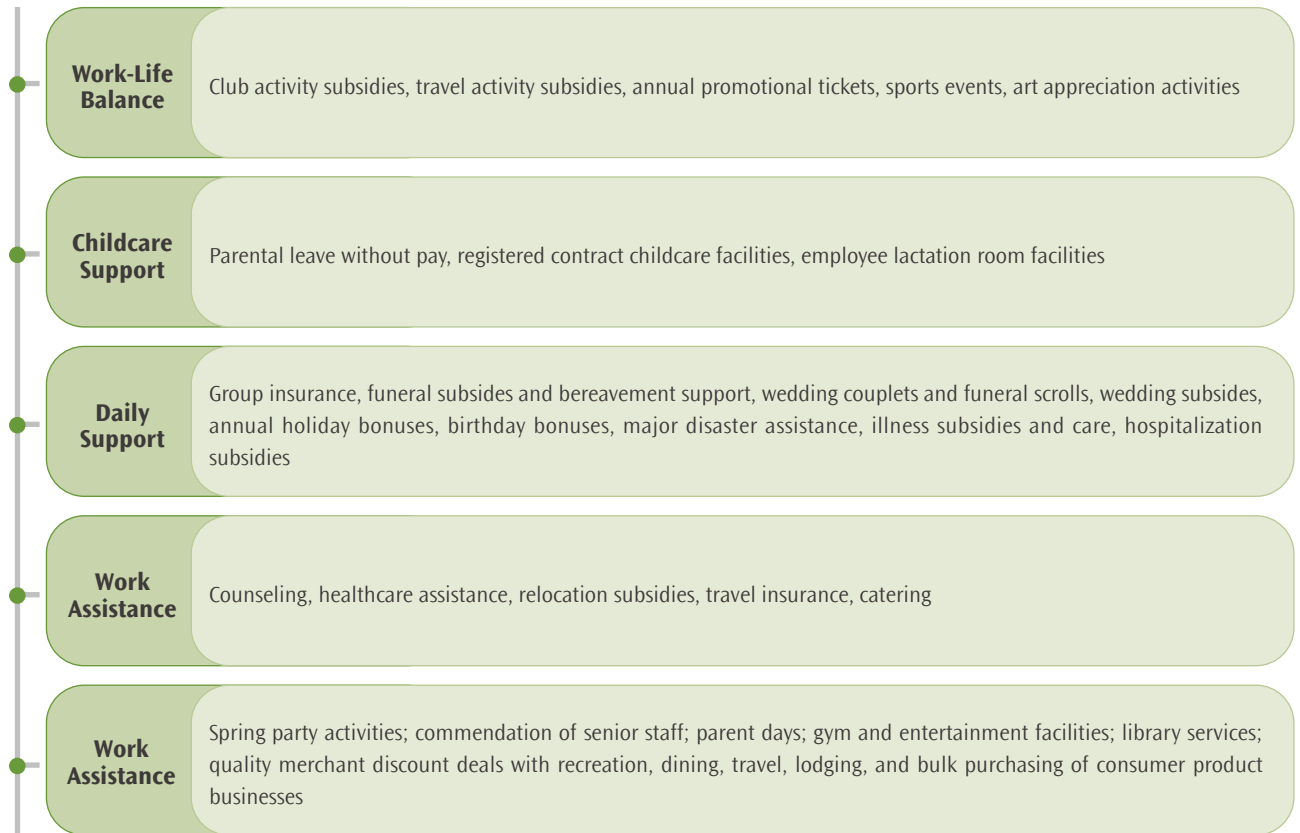 Work-Life
Balance
Club activity subsidies, travel activity subsidies, annual promotional tickets, sports events, art appreciation activities
Childcare
Support
Parental leave without pay, registered contract childcare facilities, employee lactation room facilities
Daily
Support
Group insurance, funeral subsides and bereavement support, wedding couplets and funeral scrolls, wedding subsides,
annual holiday bonuses, birthday bonuses, major disaster assistance, illness subsidies and care, hospitalization
subsidies
Work
Assistance
Counseling, healthcare assistance, relocation subsidies, travel insurance, catering
Work
Assistance
Spring party activities; commendation of senior staff; parent days; gym and entertainment facilities; library services;
quality merchant discount deals with recreation, dining, travel, lodging, and bulk purchasing of consumer product
businesses